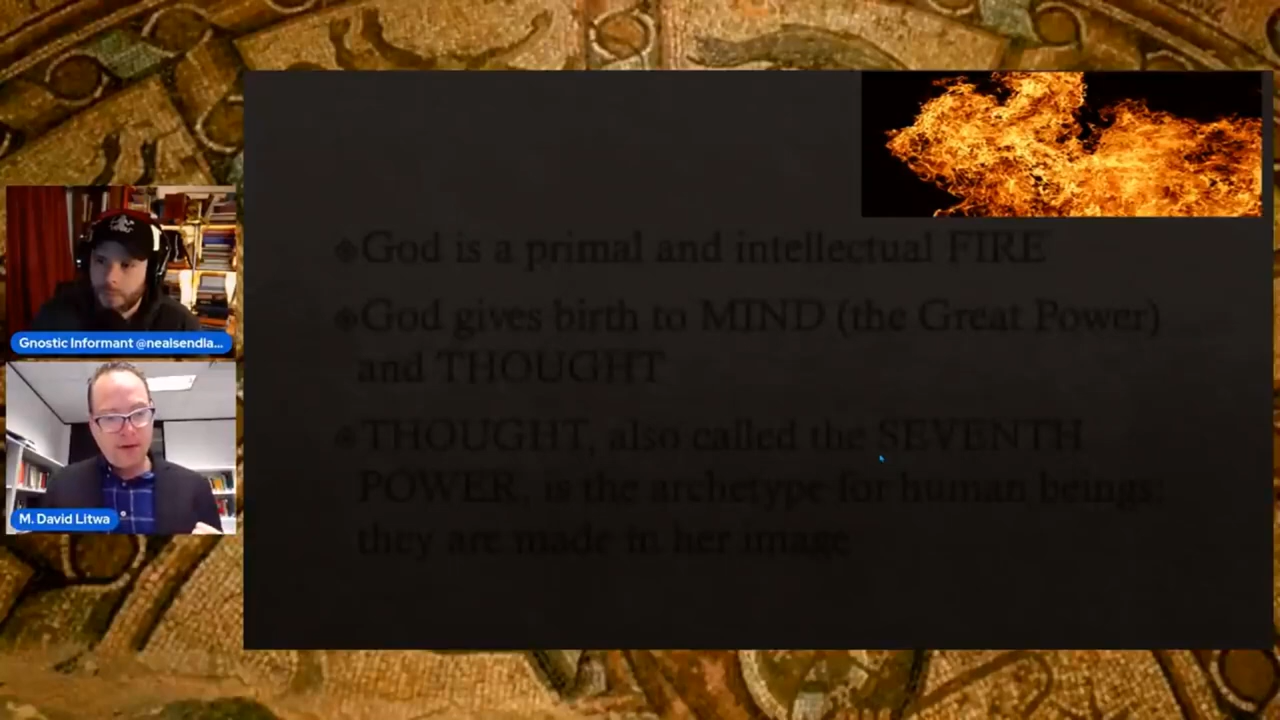 God is a primal and intellectual FIRE
God gives birth to MIND (the Great Power)
and THOUGHT
THOUGHT, also called the SEVENTH
POWER, is the archetype for human beings:
they are made in her image
Gnostic Informant @nealsendla...
M. David Litwa